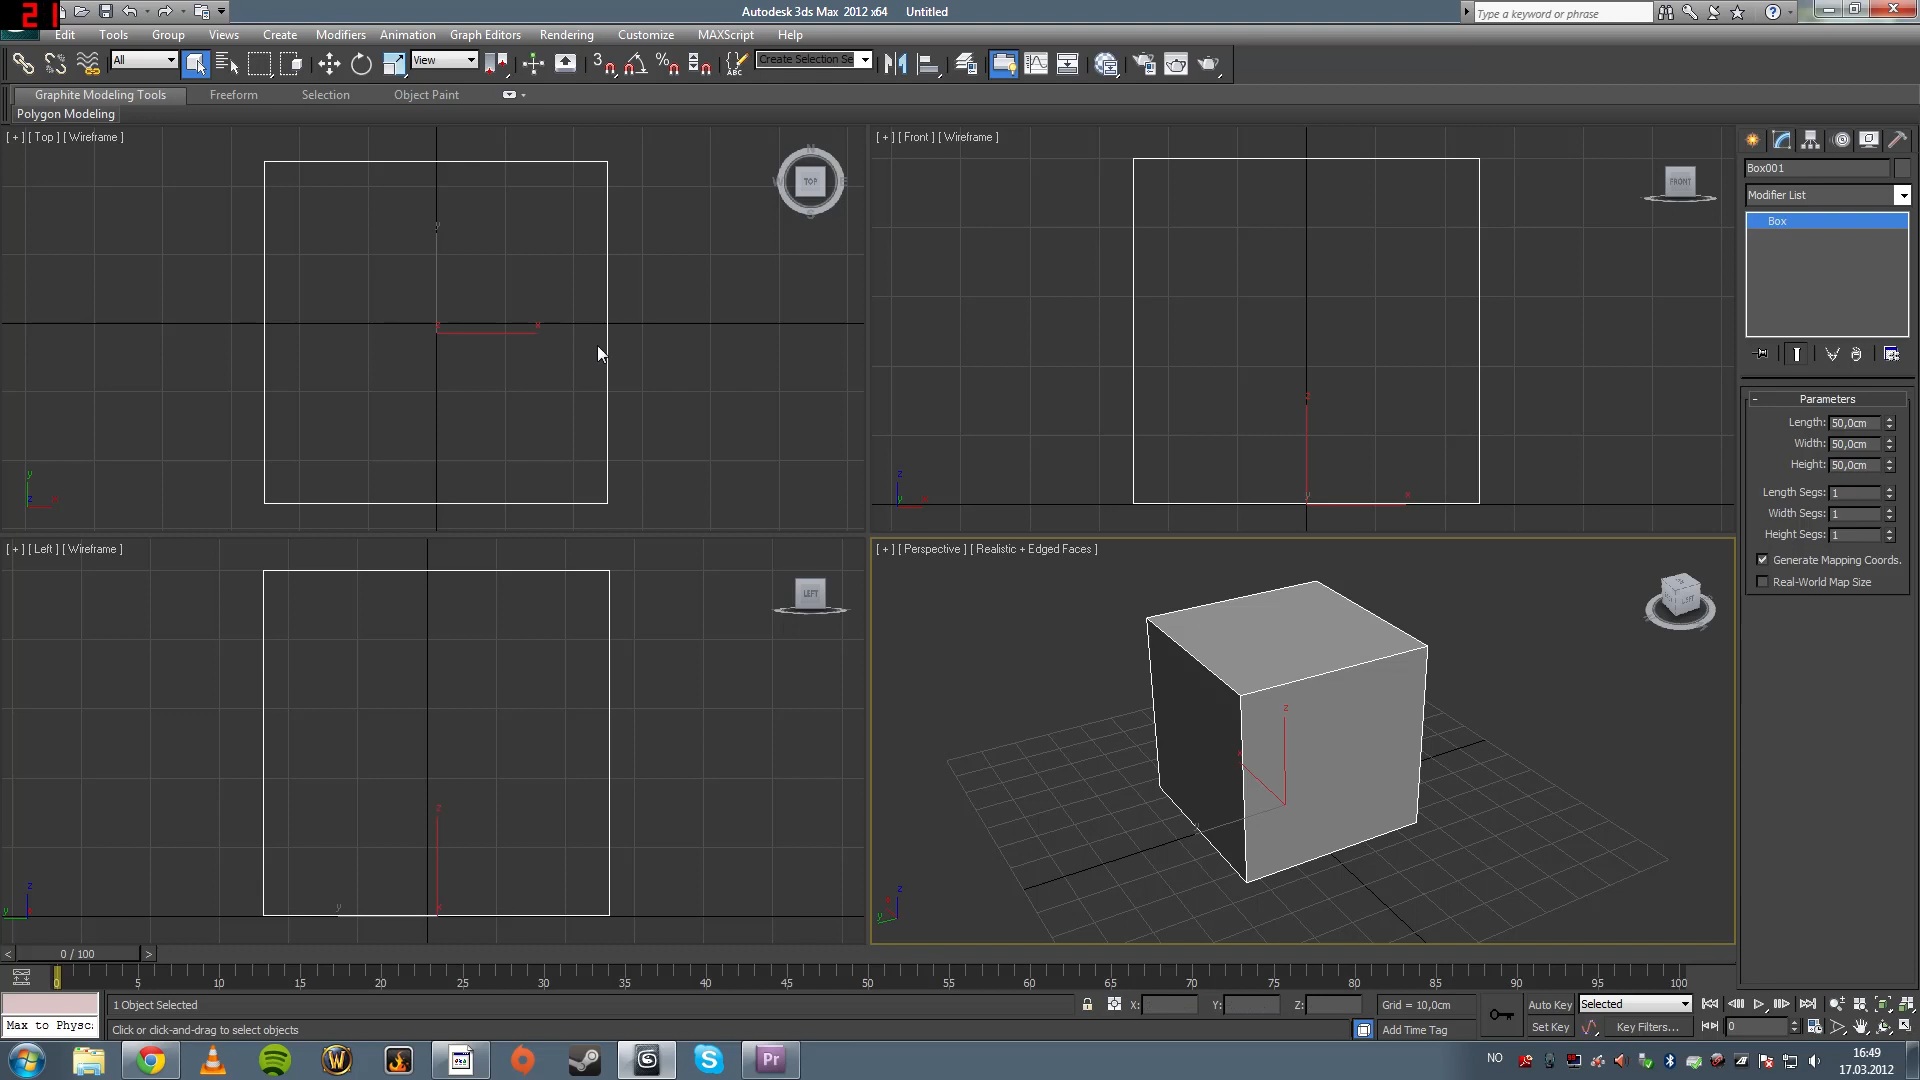 21
Autodesk 3ds Max 2012 x64 Untitled
Type a keyword or phrase
Edit Tools Group Views Create Modifiers Animation Graph Editors Rendering Customize MAXScript Help
All
View
3
ABC
Create Selection Se
Graphite Modeling Tools Freeform Selection Object Paint
Polygon Modeling
[ + ] [ Top ] [ Wireframe ]
TOP
[ + ] [ Front ] [ Wireframe ]
FRONT
Box001
Modifier List
Box
Parameters
Length: 50,0cm
Width: 50,0cm
Height: 50,0cm
Length Segs: 1
Width Segs: 1
Height Segs: 1
Generate Mapping Coords.
Real-World Map Size
[ + ] [ Left ] [ Wireframe ]
LEFT
[ + ] [ Perspective ] [ Realistic + Edged Faces ]
LEFT
< 0 / 100 >
0 5 10 15 20 25 30 35 40 45 50 55 60 65 70 75 80 85 90 95 100
1 Object Selected
X: Y: Z:
Grid = 10,0cm
Auto Key
Selected
Max to Physc:
Click or click-and-drag to select objects
Add Time Tag
Set Key
Key Filters...
0
Pr
NO
16:49
17.03.2012